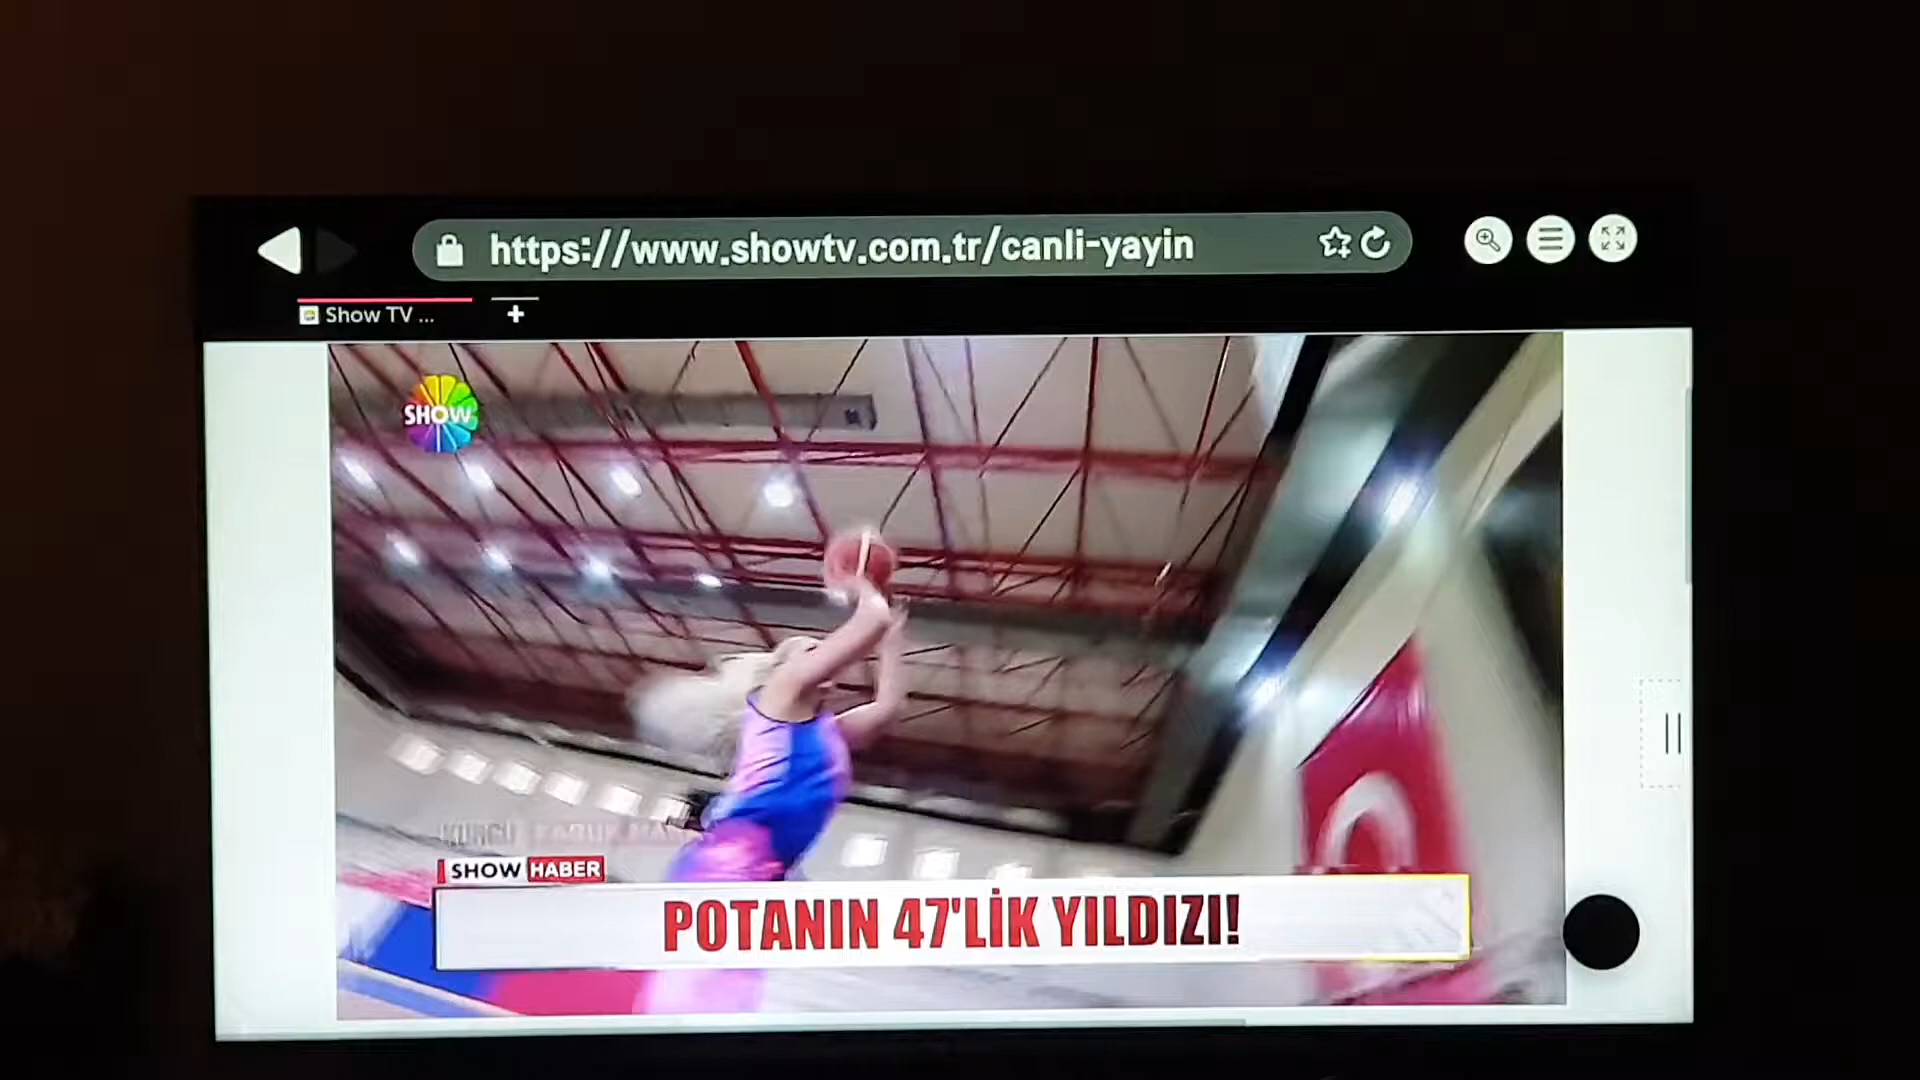 https://www.showtv.com.tr/canli-yayin
Show TV ...
SHOW
SHOW HABER
POTANIN 47'LİK YILDIZI!